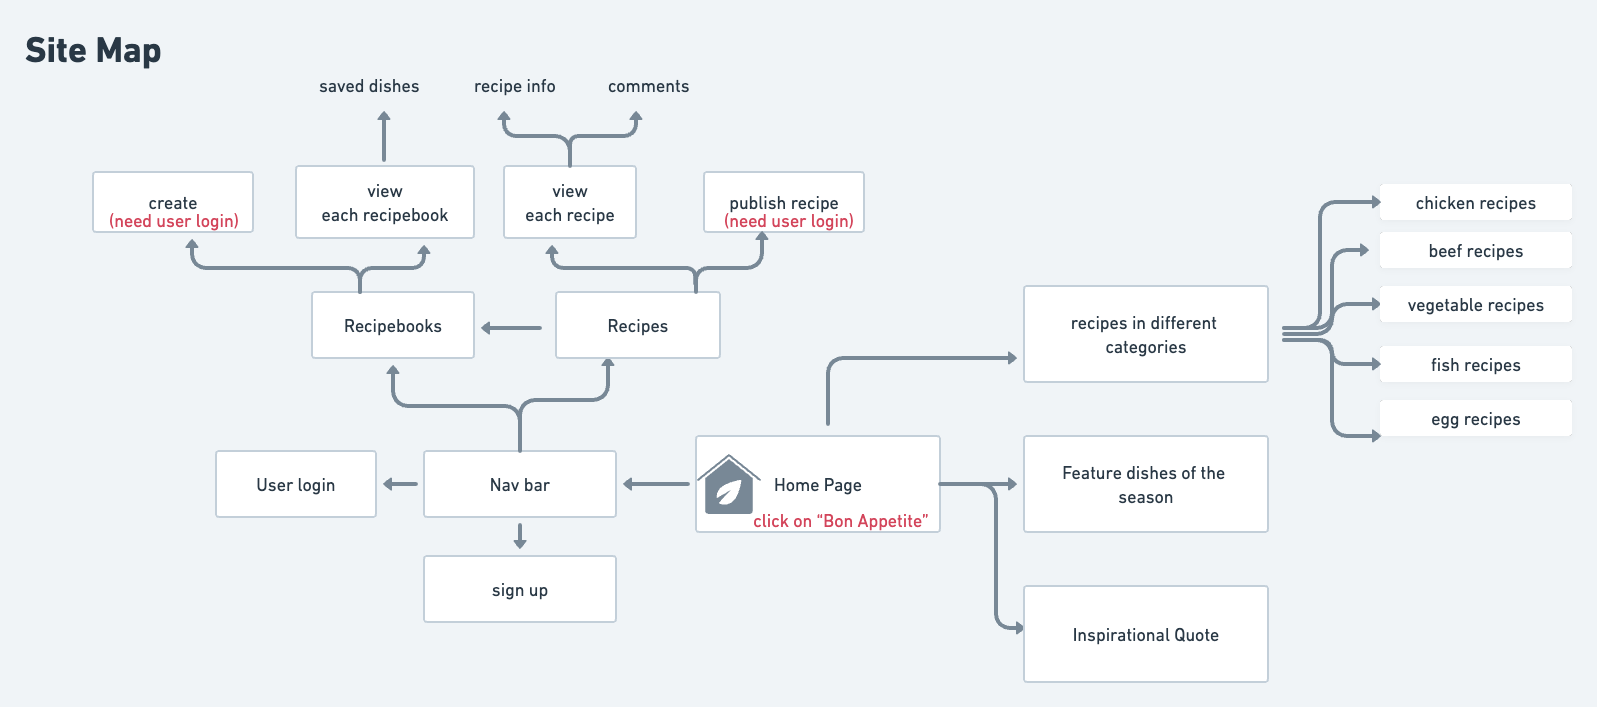 Site Map
saved dishes
recipe info
comments
create
(need user login)
view
each recipebook
view
each recipe
publish recipe
(need user login)
Recipebooks
Recipes
User login
Nav bar
sign up
Home Page
click on “Bon Appetite”
recipes in different
categories
Feature dishes of the
season
Inspirational Quote
chicken recipes
beef recipes
vegetable recipes
fish recipes
egg recipes